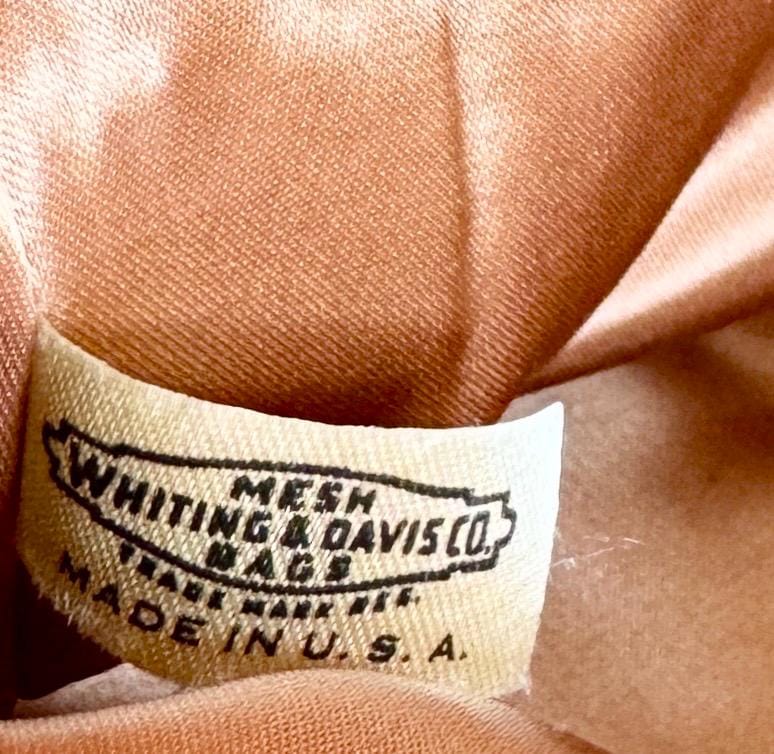 MESH
WHITING & DAVIS CO.
BAGS
TRADE MARK REG.
MADE IN U. S. A.